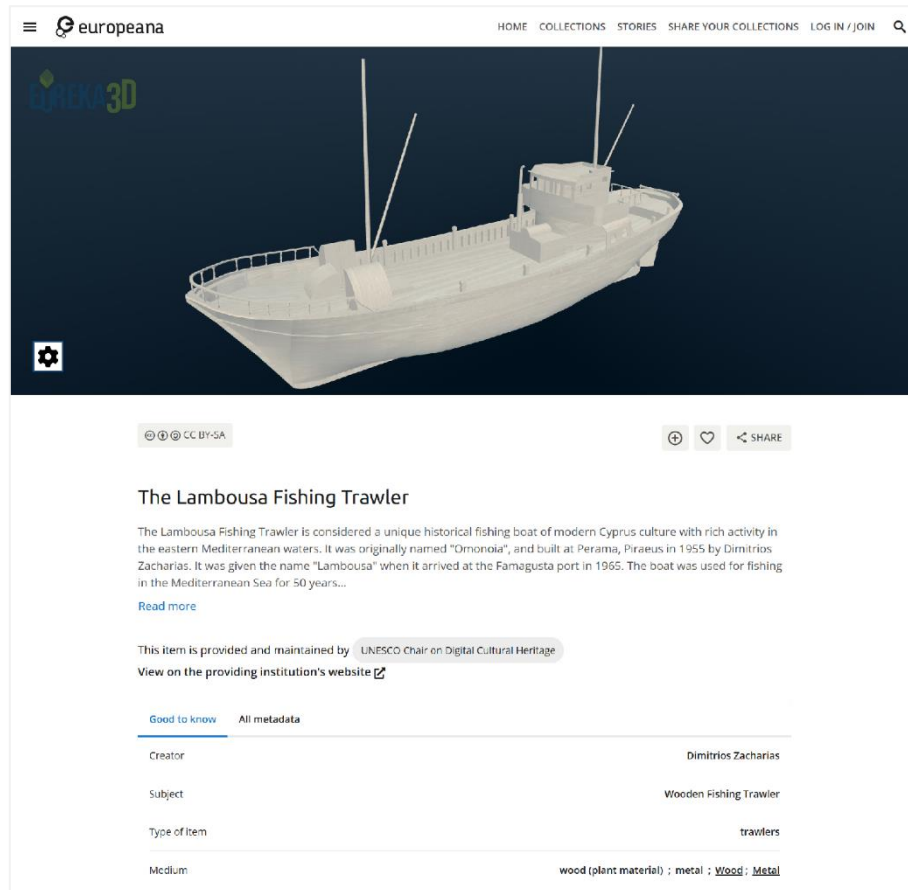 europeana
HOME COLLECTIONS STORIES SHARE YOUR COLLECTIONS LOG IN / JOIN
EUREKA3D
CC BY-SA
SHARE
The Lambousa Fishing Trawler
The Lambousa Fishing Trawler is considered a unique historical fishing boat of modern Cyprus culture with rich activity in
the eastern Mediterranean waters. It was originally named "Omonoia", and built at Perama, Piraeus in 1955 by Dimitrios
Zacharias. It was given the name "Lambousa" when it arrived at the Famagusta port in 1965. The boat was used for fishing
in the Mediterranean Sea for 50 years...
Read more
This item is provided and maintained by UNESCO Chair on Digital Cultural Heritage
View on the providing institution's website
Good to know All metadata
Creator Dimitrios Zacharias
Subject Wooden Fishing Trawler
Type of item trawlers
Medium wood (plant material) ; metal ; Wood ; Metal